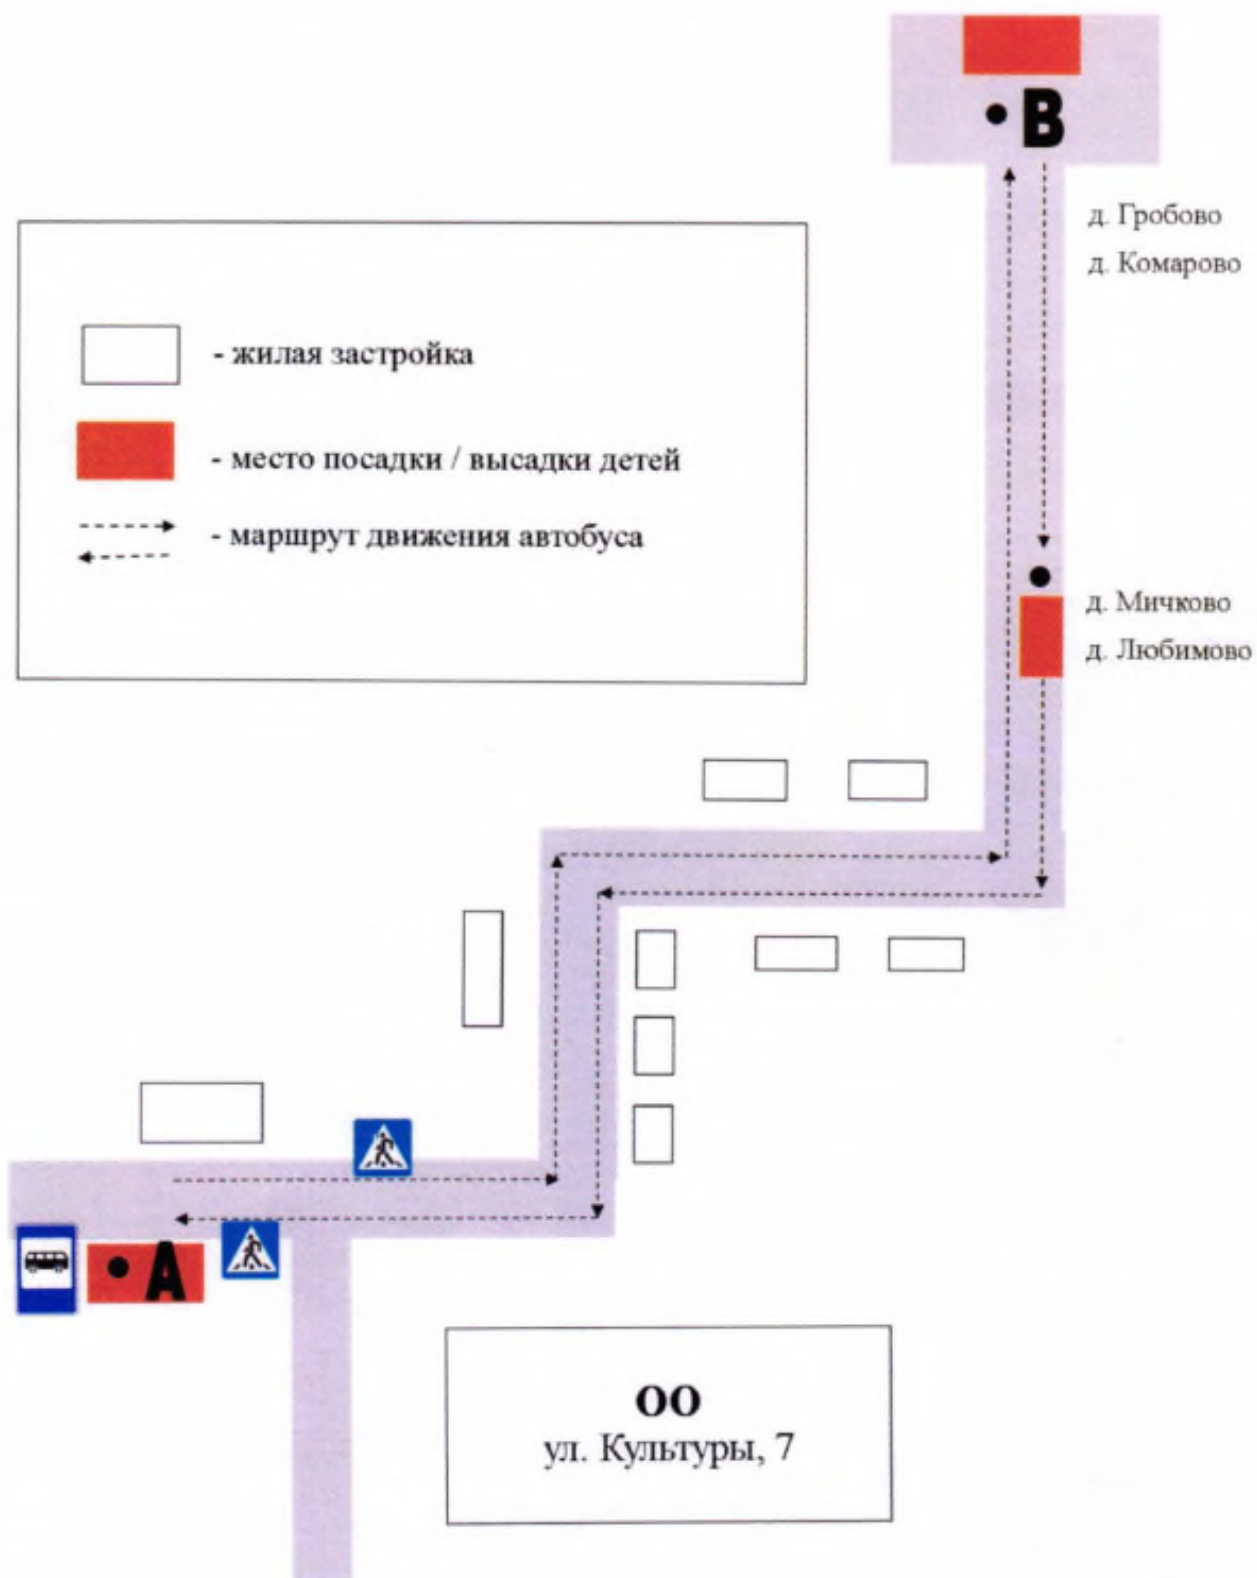 В
д. Гробово
д. Комарово
- жилая застройка
- место посадки / высадки детей
- маршрут движения автобуса
д. Мичково
д. Любимово
А
ОО
ул. Культуры, 7